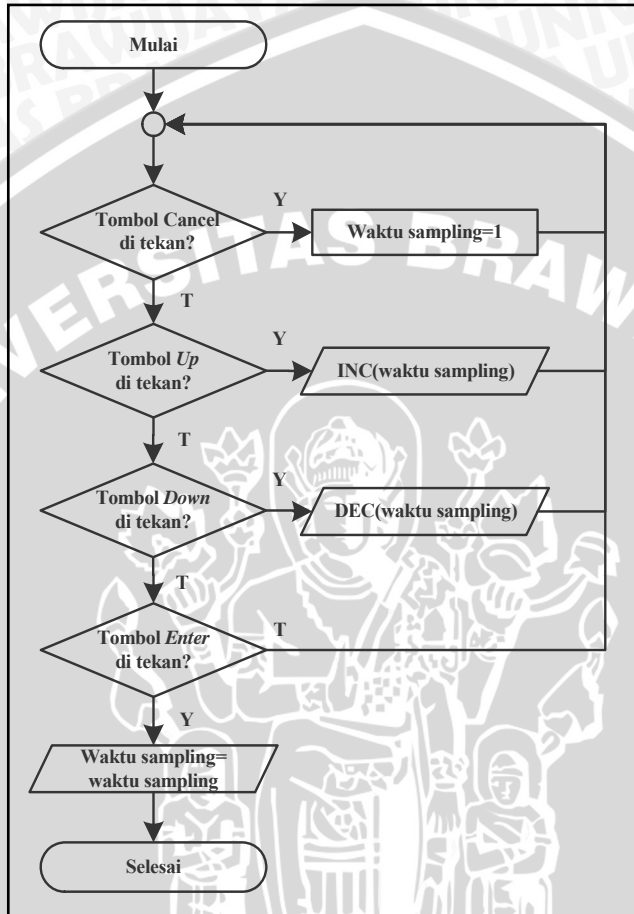 Mulai
Tombol Cancel
di tekan?
Y
Waktu sampling=1
T
Tombol Up
di tekan?
Y
INC(waktu sampling)
T
Tombol Down
di tekan?
Y
DEC(waktu sampling)
T
Tombol Enter
di tekan?
T
Y
Waktu sampling=
waktu sampling
Selesai